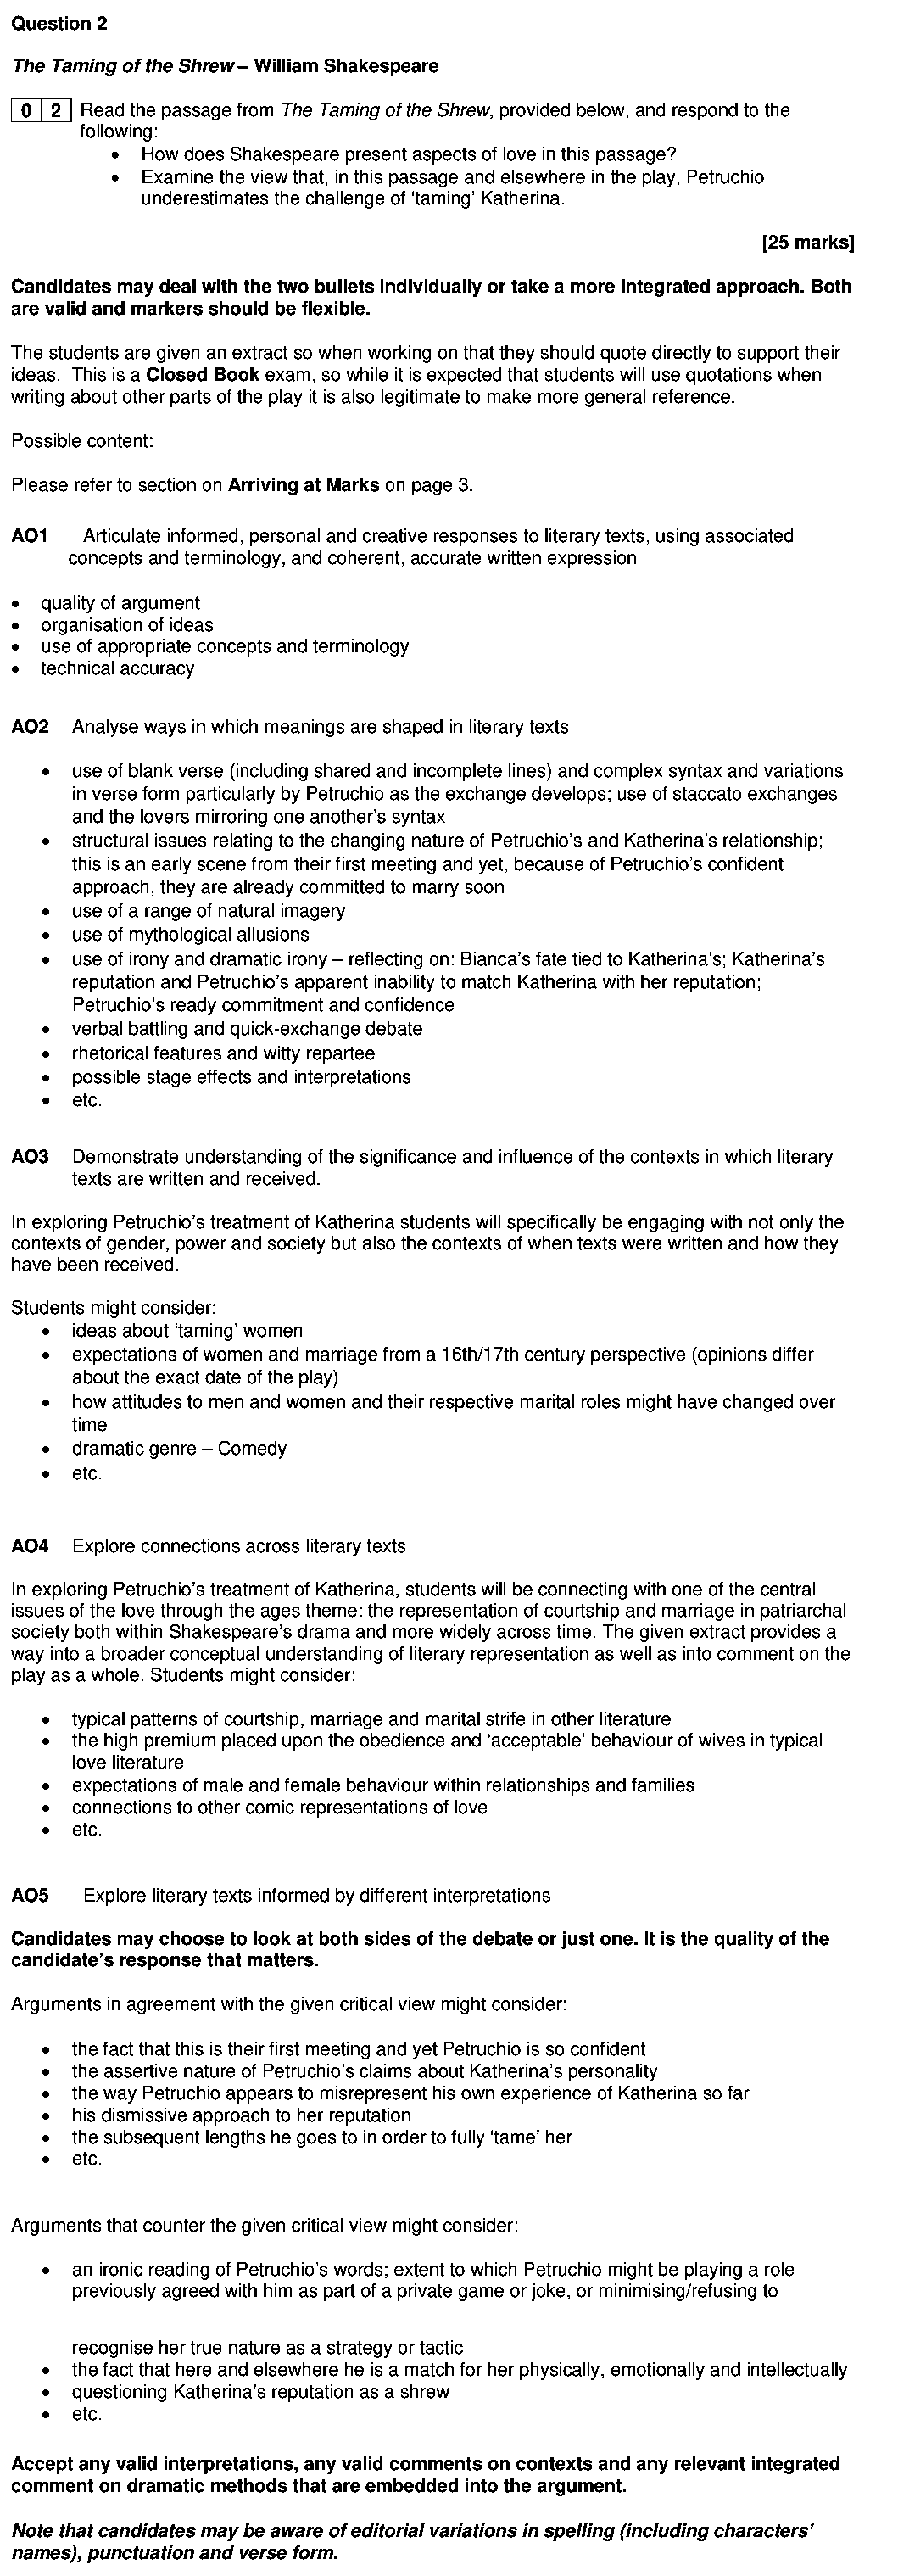 Question 2
The Taming of the Shrew – William Shakespeare
0 2 Read the passage from The Taming of the Shrew, provided below, and respond to the
following:
• How does Shakespeare present aspects of love in this passage?
• Examine the view that, in this passage and elsewhere in the play, Petruchio
underestimates the challenge of ‘taming’ Katherina.
[25 marks]
Candidates may deal with the two bullets individually or take a more integrated approach. Both
are valid and markers should be flexible.
The students are given an extract so when working on that they should quote directly to support their
ideas. This is a Closed Book exam, so while it is expected that students will use quotations when
writing about other parts of the play it is also legitimate to make more general reference.
Possible content:
Please refer to section on Arriving at Marks on page 3.
AO1 Articulate informed, personal and creative responses to literary texts, using associated
concepts and terminology, and coherent, accurate written expression
• quality of argument
• organisation of ideas
• use of appropriate concepts and terminology
• technical accuracy
AO2 Analyse ways in which meanings are shaped in literary texts
• use of blank verse (including shared and incomplete lines) and complex syntax and variations
in verse form particularly by Petruchio as the exchange develops; use of staccato exchanges
and the lovers mirroring one another’s syntax
• structural issues relating to the changing nature of Petruchio’s and Katherina’s relationship;
this is an early scene from their first meeting and yet, because of Petruchio’s confident
approach, they are already committed to marry soon
• use of a range of natural imagery
• use of mythological allusions
• use of irony and dramatic irony – reflecting on: Bianca’s fate tied to Katherina’s; Katherina’s
reputation and Petruchio’s apparent inability to match Katherina with her reputation;
Petruchio’s ready commitment and confidence
• verbal battling and quick-exchange debate
• rhetorical features and witty repartee
• possible stage effects and interpretations
• etc.
AO3 Demonstrate understanding of the significance and influence of the contexts in which literary
texts are written and received.
In exploring Petruchio’s treatment of Katherina students will specifically be engaging with not only the
contexts of gender, power and society but also the contexts of when texts were written and how they
have been received.
Students might consider:
• ideas about ‘taming’ women
• expectations of women and marriage from a 16th/17th century perspective (opinions differ
about the exact date of the play)
• how attitudes to men and women and their respective marital roles might have changed over
time
• dramatic genre – Comedy
• etc.
AO4 Explore connections across literary texts
In exploring Petruchio’s treatment of Katherina, students will be connecting with one of the central
issues of the love through the ages theme: the representation of courtship and marriage in patriarchal
society both within Shakespeare’s drama and more widely across time. The given extract provides a
way into a broader conceptual understanding of literary representation as well as into comment on the
play as a whole. Students might consider:
• typical patterns of courtship, marriage and marital strife in other literature
• the high premium placed upon the obedience and ‘acceptable’ behaviour of wives in typical
love literature
• expectations of male and female behaviour within relationships and families
• connections to other comic representations of love
• etc.
AO5 Explore literary texts informed by different interpretations
Candidates may choose to look at both sides of the debate or just one. It is the quality of the
candidate’s response that matters.
Arguments in agreement with the given critical view might consider:
• the fact that this is their first meeting and yet Petruchio is so confident
• the assertive nature of Petruchio’s claims about Katherina’s personality
• the way Petruchio appears to misrepresent his own experience of Katherina so far
• his dismissive approach to her reputation
• the subsequent lengths he goes to in order to fully ‘tame’ her
• etc.
Arguments that counter the given critical view might consider:
• an ironic reading of Petruchio’s words; extent to which Petruchio might be playing a role
previously agreed with him as part of a private game or joke, or minimising/refusing to
recognise her true nature as a strategy or tactic
• the fact that here and elsewhere he is a match for her physically, emotionally and intellectually
• questioning Katherina’s reputation as a shrew
• etc.
Accept any valid interpretations, any valid comments on contexts and any relevant integrated
comment on dramatic methods that are embedded into the argument.
Note that candidates may be aware of editorial variations in spelling (including characters’
names), punctuation and verse form.